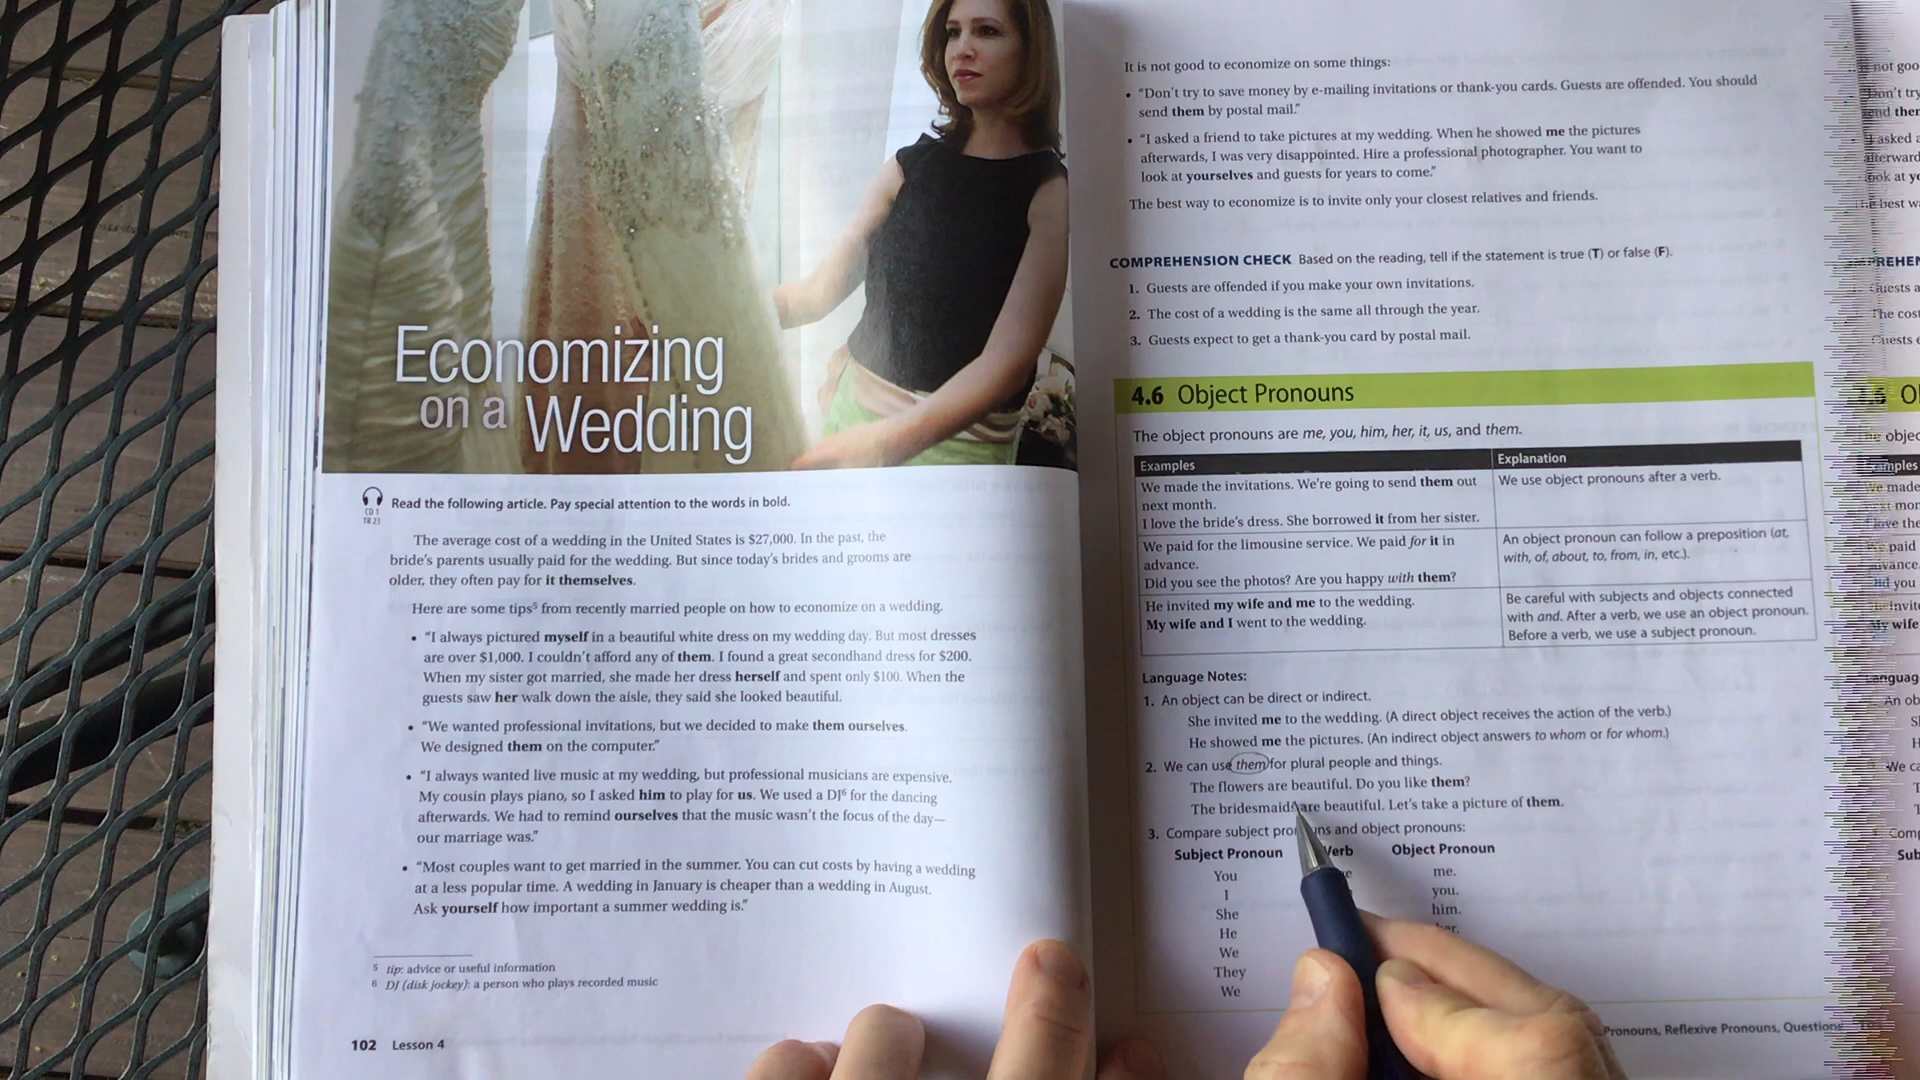 Economizing
on a Wedding
CD 1
TR 23
Read the following article. Pay special attention to the words in bold.
The average cost of a wedding in the United States is $27,000. In the past, the
bride's parents usually paid for the wedding. But since today's brides and grooms are
older, they often pay for it themselves.
Here are some tips5 from recently married people on how to economize on a wedding.
• "I always pictured myself in a beautiful white dress on my wedding day. But most dresses
are over $1,000. I couldn't afford any of them. I found a great secondhand dress for $200.
When my sister got married, she made her dress herself and spent only $100. When the
guests saw her walk down the aisle, they said she looked beautiful.
• "We wanted professional invitations, but we decided to make them ourselves.
We designed them on the computer."
• "I always wanted live music at my wedding, but professional musicians are expensive.
My cousin plays piano, so I asked him to play for us. We used a DJ6 for the dancing
afterwards. We had to remind ourselves that the music wasn't the focus of the day—
our marriage was."
• "Most couples want to get married in the summer. You can cut costs by having a wedding
at a less popular time. A wedding in January is cheaper than a wedding in August.
Ask yourself how important a summer wedding is."
5 tip: advice or useful information
6 DJ (disk jockey): a person who plays recorded music
102 Lesson 4
It is not good to economize on some things:
• "Don't try to save money by e-mailing invitations or thank-you cards. Guests are offended. You should
send them by postal mail."
• "I asked a friend to take pictures at my wedding. When he showed me the pictures
afterwards, I was very disappointed. Hire a professional photographer. You want to
look at yourselves and guests for years to come."
The best way to economize is to invite only your closest relatives and friends.
COMPREHENSION CHECK Based on the reading, tell if the statement is true (T) or false (F).
1. Guests are offended if you make your own invitations.
2. The cost of a wedding is the same all through the year.
3. Guests expect to get a thank-you card by postal mail.
4.6 Object Pronouns
The object pronouns are me, you, him, her, it, us, and them.
Examples Explanation
We made the invitations. We're going to send them out
next month.
I love the bride's dress. She borrowed it from her sister.
We use object pronouns after a verb.
We paid for the limousine service. We paid for it in
advance.
Did you see the photos? Are you happy with them?
An object pronoun can follow a preposition (at,
with, of, about, to, from, in, etc.).
He invited my wife and me to the wedding.
My wife and I went to the wedding.
Be careful with subjects and objects connected
with and. After a verb, we use an object pronoun.
Before a verb, we use a subject pronoun.
Language Notes:
1. An object can be direct or indirect.
She invited me to the wedding. (A direct object receives the action of the verb.)
He showed me the pictures. (An indirect object answers to whom or for whom.)
2. We can use them for plural people and things.
The flowers are beautiful. Do you like them?
The bridesmaids are beautiful. Let's take a picture of them.
3. Compare subject pronouns and object pronouns:
Subject Pronoun Verb Object Pronoun
You me.
I you.
She him.
He her.
We
They
We
Pronouns, Reflexive Pronouns, Questions